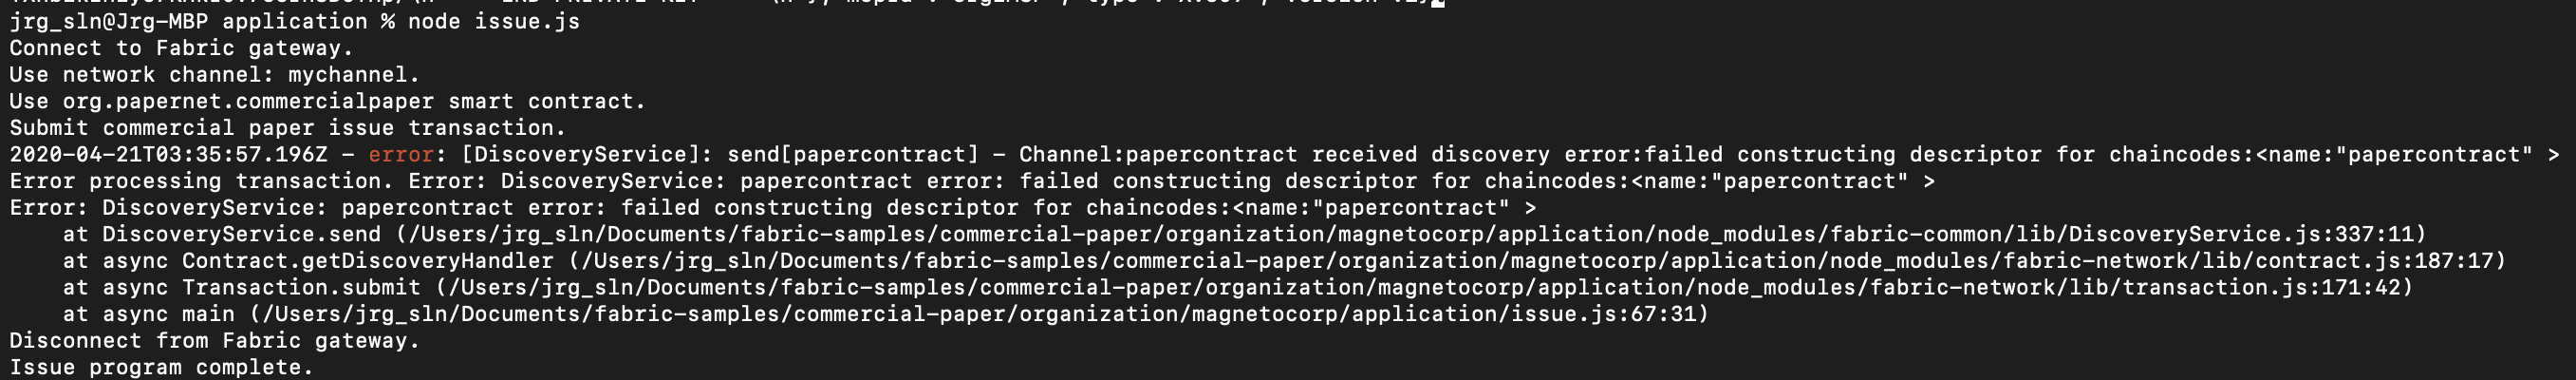 jrg_sln@Jrg-MBP application % node issue.js
Connect to Fabric gateway.
Use network channel: mychannel.
Use org.papernet.commercialpaper smart contract.
Submit commercial paper issue transaction.
2020-04-21T03:35:57.196Z - error: [DiscoveryService]: send[papercontract] - Channel:papercontract received discovery error:failed constructing descriptor for chaincodes:<name:"papercontract" >
Error processing transaction. Error: DiscoveryService: papercontract error: failed constructing descriptor for chaincodes:<name:"papercontract" >
Error: DiscoveryService: papercontract error: failed constructing descriptor for chaincodes:<name:"papercontract" >
    at DiscoveryService.send (/Users/jrg_sln/Documents/fabric-samples/commercial-paper/organization/magnetocorp/application/node_modules/fabric-common/lib/DiscoveryService.js:337:11)
    at async Contract.getDiscoveryHandler (/Users/jrg_sln/Documents/fabric-samples/commercial-paper/organization/magnetocorp/application/node_modules/fabric-network/lib/contract.js:187:17)
    at async Transaction.submit (/Users/jrg_sln/Documents/fabric-samples/commercial-paper/organization/magnetocorp/application/node_modules/fabric-network/lib/transaction.js:171:42)
    at async main (/Users/jrg_sln/Documents/fabric-samples/commercial-paper/organization/magnetocorp/application/issue.js:67:31)
Disconnect from Fabric gateway.
Issue program complete.